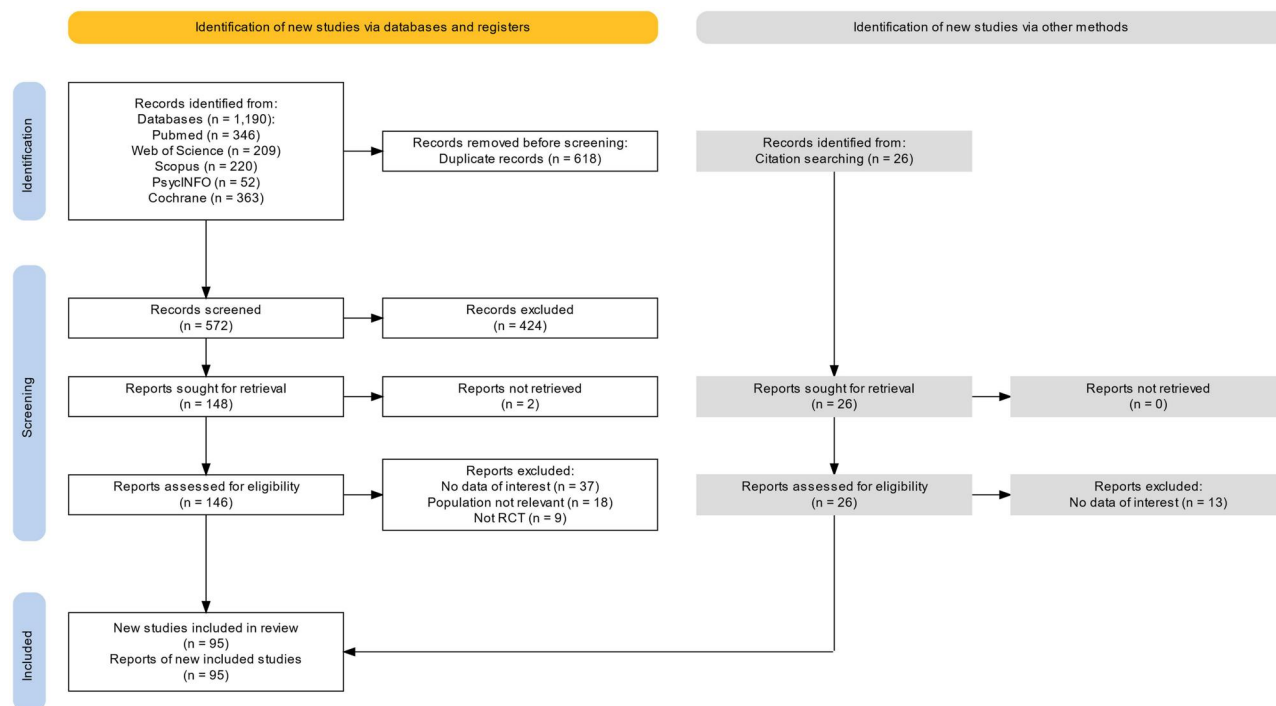 Identification of new studies via databases and registers
Identification of new studies via other methods
Identification
Records identified from:
Databases (n = 1,190):
Pubmed (n = 346)
Web of Science (n = 209)
Scopus (n = 220)
PsycINFO (n = 52)
Cochrane (n = 363)
Records removed before screening:
Duplicate records (n = 618)
Records identified from:
Citation searching (n = 26)
Screening
Records screened
(n = 572)
Records excluded
(n = 424)
Reports sought for retrieval
(n = 148)
Reports not retrieved
(n = 2)
Reports sought for retrieval
(n = 26)
Reports not retrieved
(n = 0)
Reports assessed for eligibility
(n = 146)
Reports excluded:
No data of interest (n = 37)
Population not relevant (n = 18)
Not RCT (n = 9)
Reports assessed for eligibility
(n = 26)
Reports excluded:
No data of interest (n = 13)
Included
New studies included in review
(n = 95)
Reports of new included studies
(n = 95)